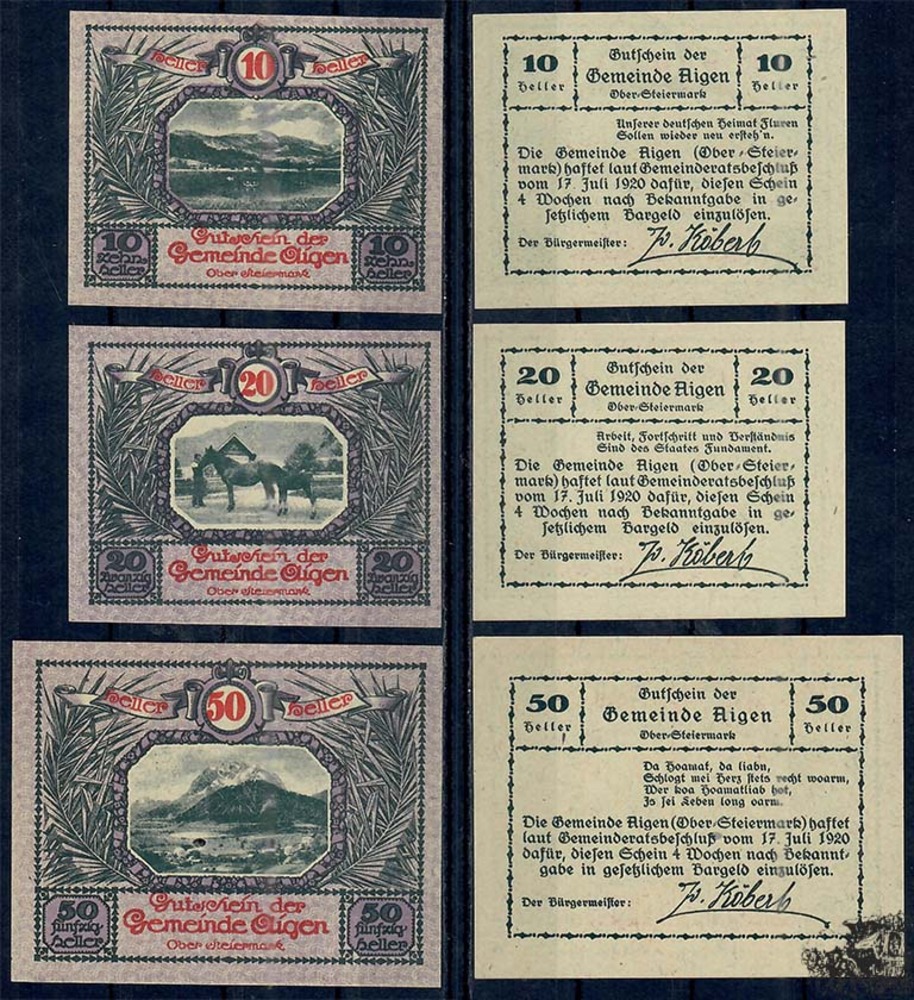 Heller 10 Heller
10 Zehn Heller
Gutschein der
Gemeinde Aigen
Ober Steiermark
10 Zehn Heller
10 Heller
Gutschein der
Gemeinde Aigen
Ober-Steiermark
10 Heller
Unserer deutschen Heimat Fluren
Sollen wieder neu ersteh'n.
Die Gemeinde Aigen (Ober-Steier-
mark) haftet laut Gemeinderatsbeschluß
vom 17. Juli 1920 dafür, diesen Schein
4 Wochen nach Bekanntgabe in ge-
setzlichem Bargeld einzulösen.
Der Bürgermeister:
Heller 20 Heller
20 Zwanzig Heller
Gutschein der
Gemeinde Aigen
Ober Steiermark
20 Zwanzig Heller
20 Heller
Gutschein der
Gemeinde Aigen
Ober-Steiermark
20 Heller
Arbeit, Fortschritt und Verständnis
Sind des Staates Fundament.
Die Gemeinde Aigen (Ober-Steier-
mark) haftet laut Gemeinderatsbeschluß
vom 17. Juli 1920 dafür, diesen Schein
4 Wochen nach Bekanntgabe in ge-
setzlichem Bargeld einzulösen.
Der Bürgermeister:
Heller 50 Heller
50 fünfzig Heller
Gutschein der
Gemeinde Aigen
Ober Steiermark
50 fünfzig Heller
50 Heller
Gutschein der
Gemeinde Aigen
Ober-Steiermark
50 Heller
Da Hoamat, da liabn,
Schlogt mei Herz stets recht woarm,
Wer koa Hoamatliab hot,
Is sei Leben long oarm.
Die Gemeinde Aigen (Ober-Steiermark) haftet
laut Gemeinderatsbeschluß vom 17. Juli 1920
dafür, diesen Schein 4 Wochen nach Bekannt-
gabe in gesetzlichem Bargeld einzulösen.
Der Bürgermeister: